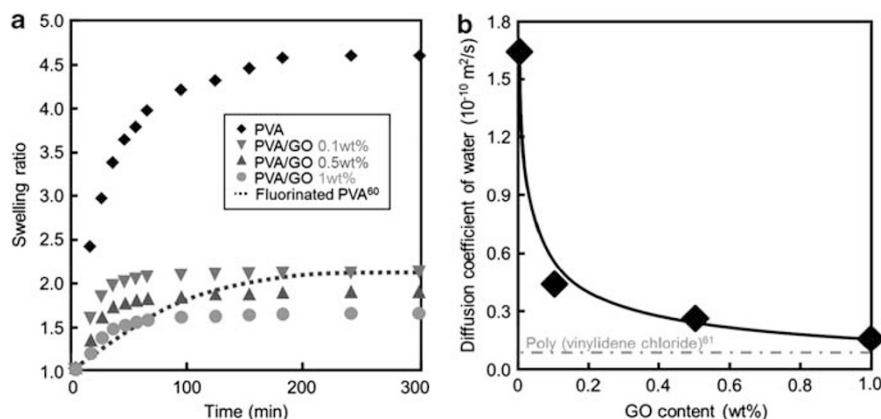 a
Swelling ratio
5.0
4.5
4.0
3.5
3.0
2.5
2.0
1.5
1.0
0
100
200
300
Time (min)
PVA
PVA/GO 0.1wt%
PVA/GO 0.5wt%
PVA/GO 1wt%
Fluorinated PVA⁶⁰
b
Diffusion coefficient of water (10⁻¹⁰ m²/s)
1.8
1.5
1.2
0.9
0.6
0.3
0.0
Poly (vinylidene chloride)⁶¹
0
0.2
0.4
0.6
0.8
1.0
GO content (wt%)